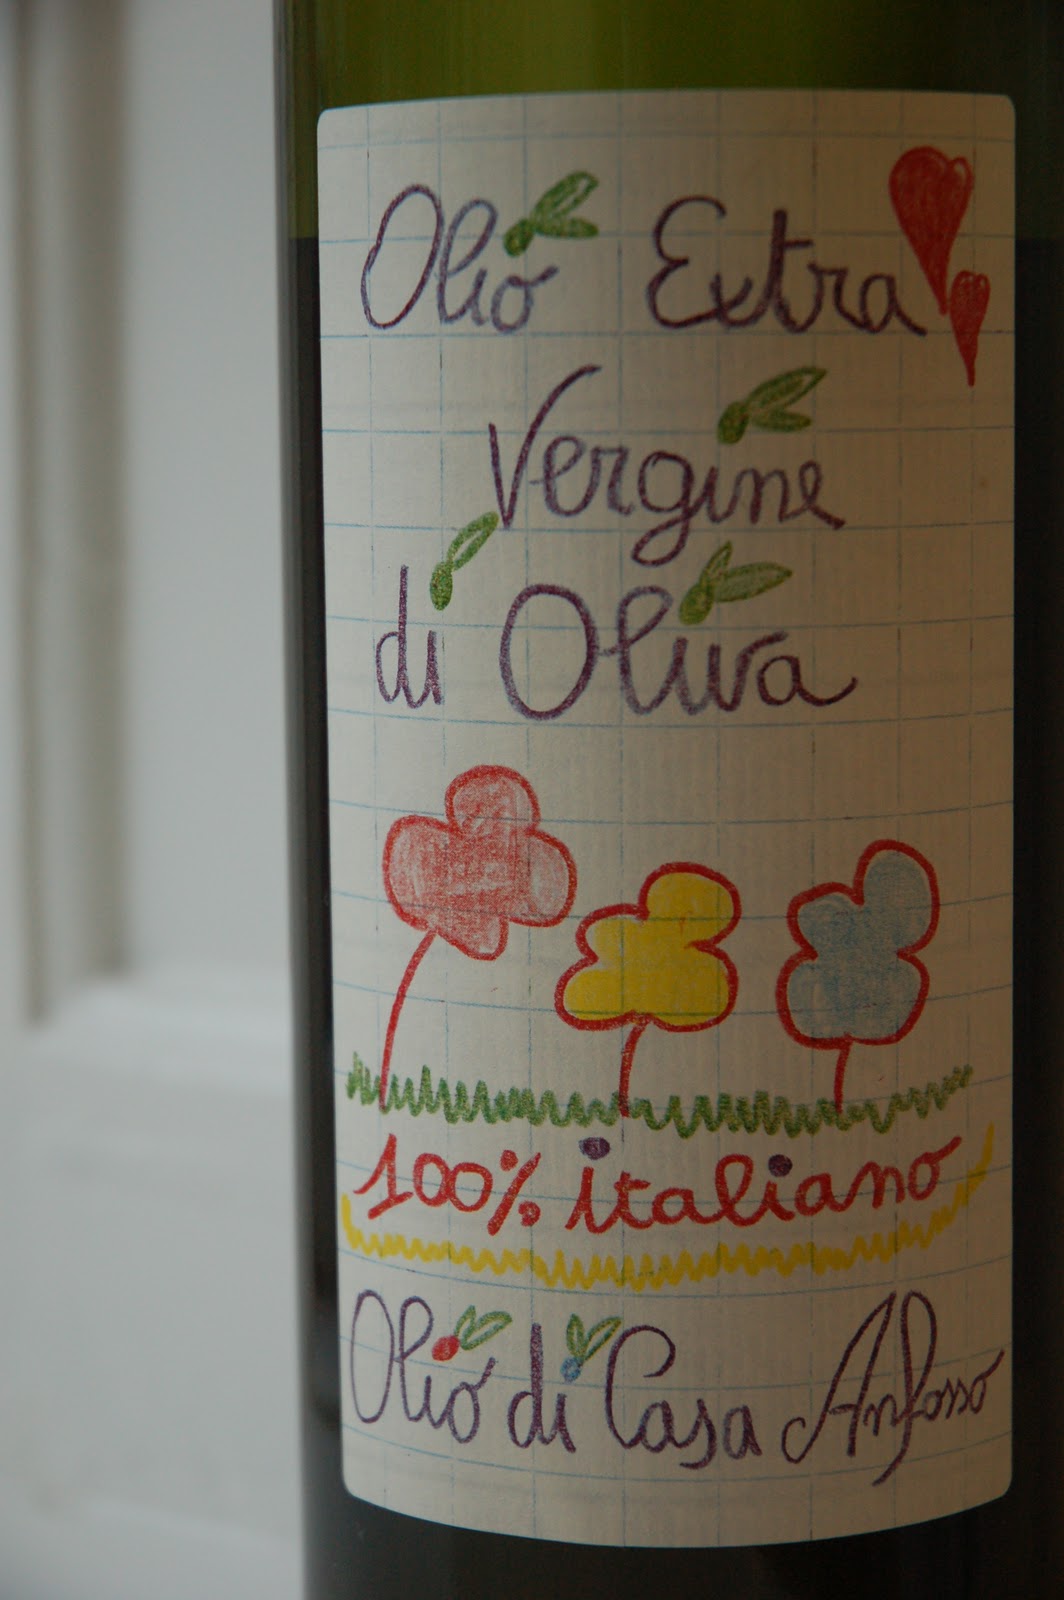 Olio Extra
Vergine
di Oliva
100% italiano
Olio di Casa Anfosso